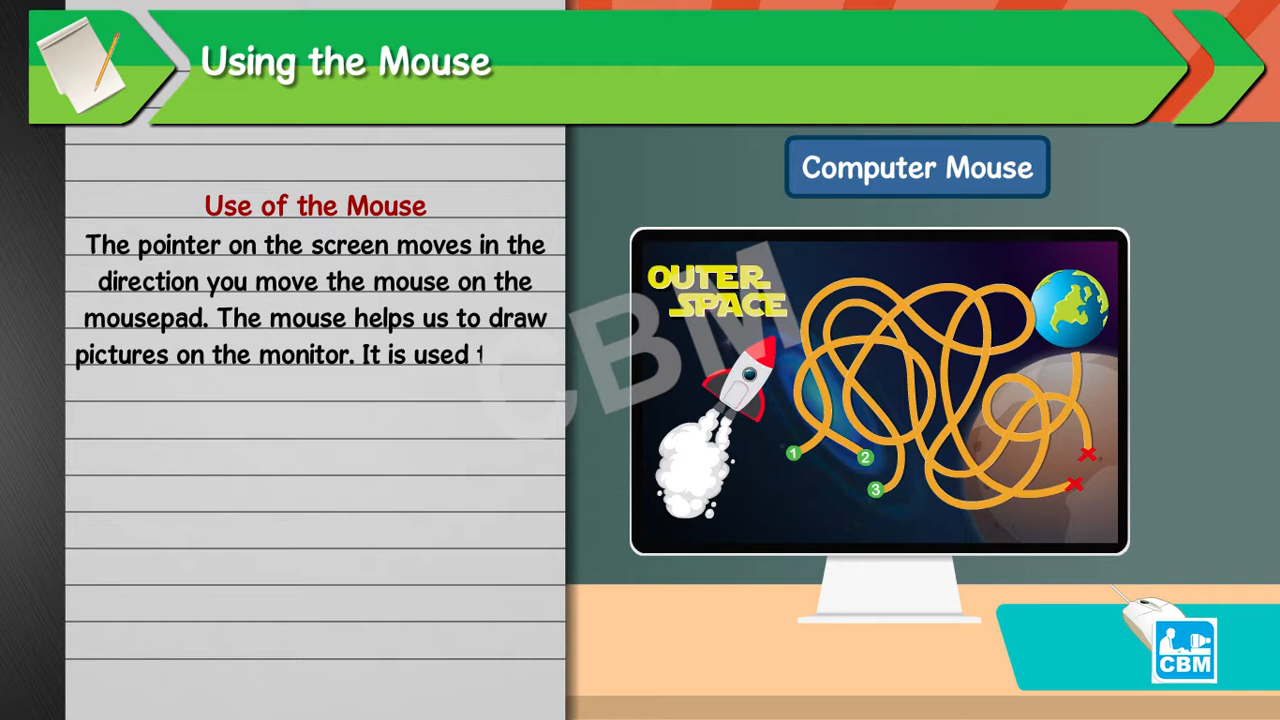 Using the Mouse
Use of the Mouse
The pointer on the screen moves in the
direction you move the mouse on the
mousepad. The mouse helps us to draw
pictures on the monitor. It is used
Computer Mouse
OUTER
SPACE
1
2
3
CBM
CBM